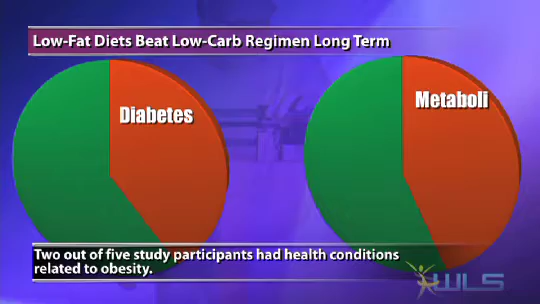 Low-Fat Diets Beat Low-Carb Regimen Long Term
Diabetes
Metaboli
Two out of five study participants had health conditions
related to obesity.
WLS